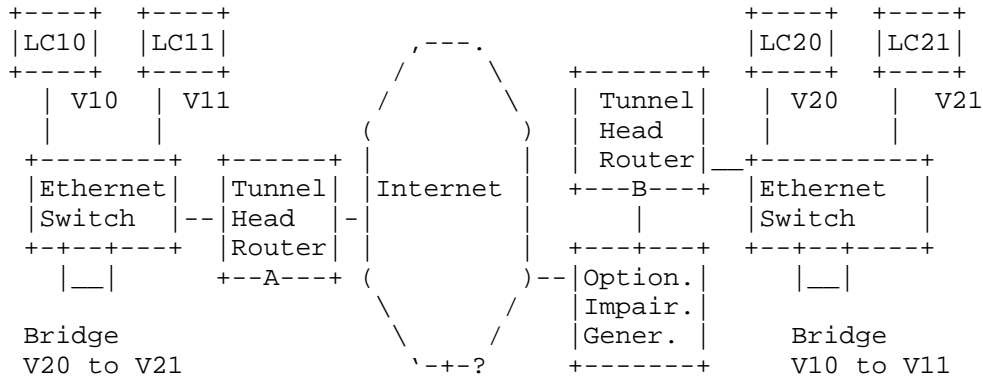 LC10 LC11 LC20 LC21
V10 V11 Tunnel V20 V21
Head
Ethernet Tunnel Internet Router Ethernet
Switch Head B Switch
Router
A Option.
Impair.
Bridge Gener. Bridge
V20 to V21 V10 to V11